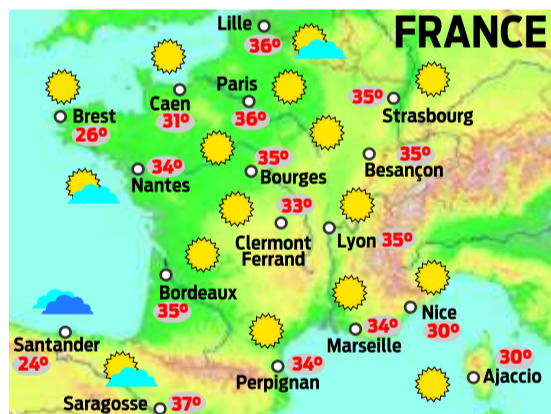 FRANCE
Lille
36°
Paris
36°
Caen
31°
Brest
26°
35°
Strasbourg
34°
Nantes
35°
Bourges
35°
Besançon
33°
Clermont
Ferrand
Lyon 35°
Bordeaux
35°
Nice
30°
34°
Marseille
Santander
24°
34°
Perpignan
30°
Ajaccio
Saragosse 37°